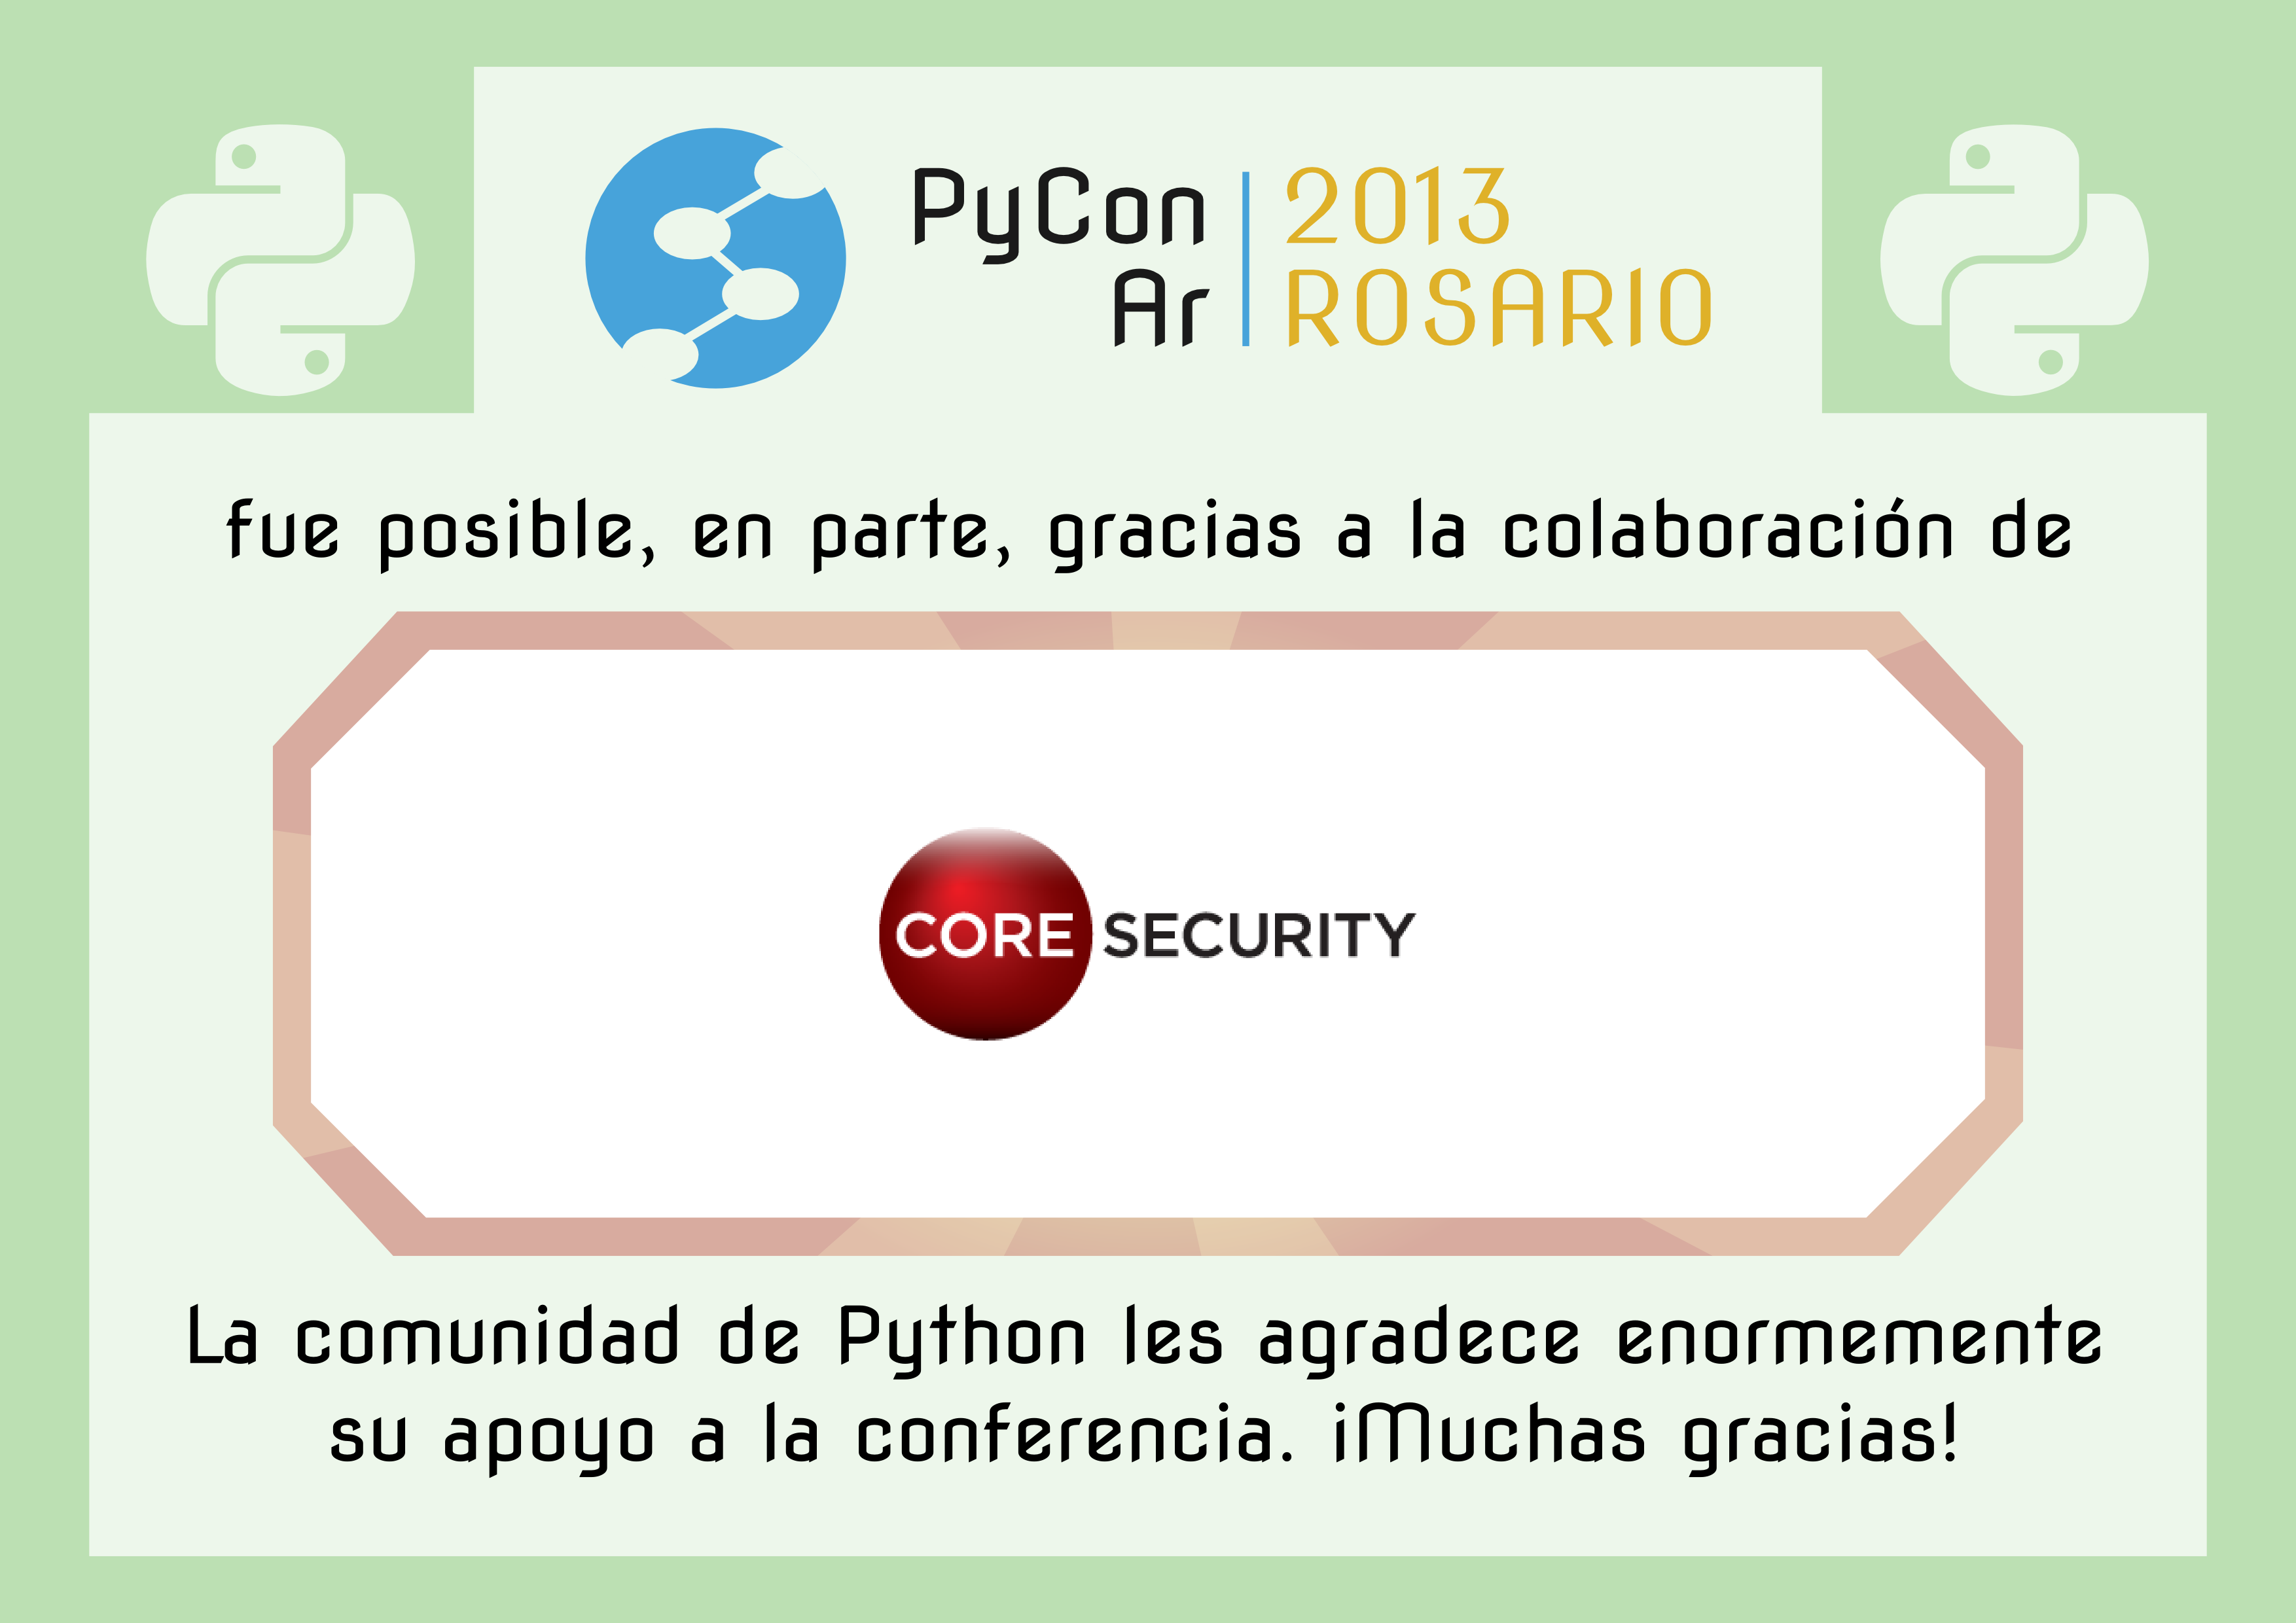 PyCon
Ar
2013
ROSARIO
fue posible, en parte, gracias a la colaboración de
CORE SECURITY
La comunidad de Python les agradece enormemente
su apoyo a la conferencia. ¡Muchas gracias!